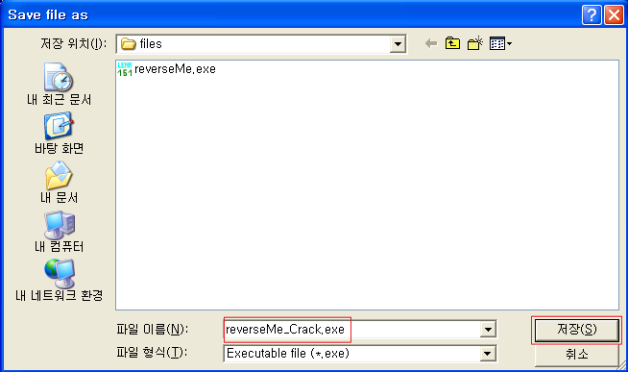 Save file as
저장 위치(I):
files
LENA
151
reverseMe,exe
내 최근 문서
바탕 화면
내 문서
내 컴퓨터
내 네트워크 환경
파일 이름(N):
reverseMe_Crack,exe
저장(S)
파일 형식(T):
Executable file (*,exe)
취소